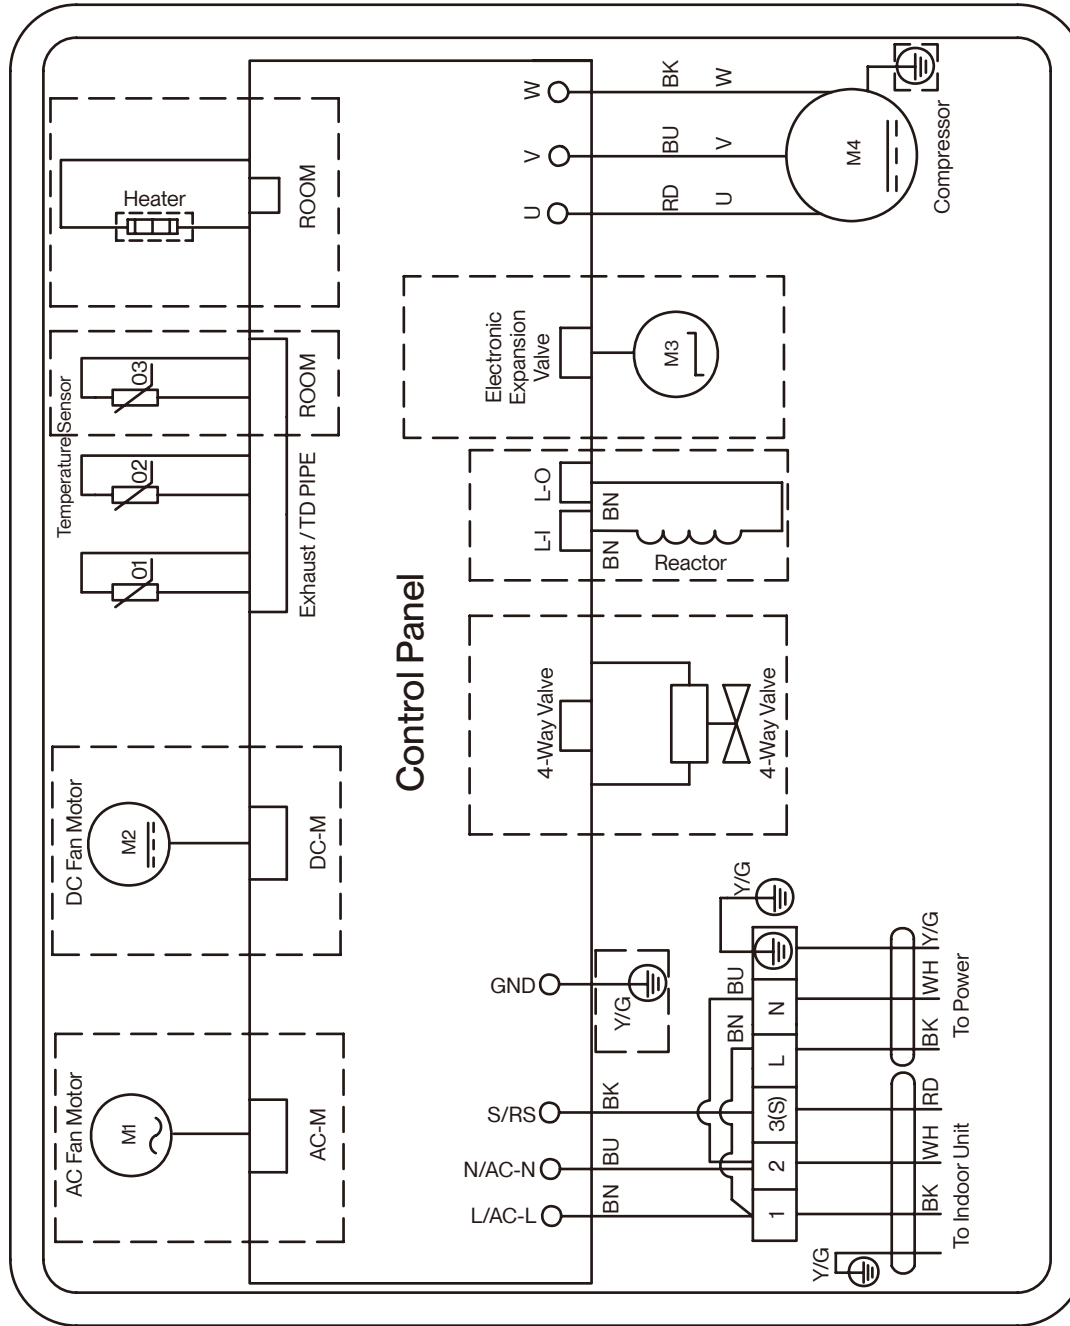 W
V
U
BK
BU
RD
W
V
U
M4
Compressor
Heater
ROOM
Temperature Sensor
03
02
01
ROOM
Exhaust / TD PIPE
Electronic
Expansion
Valve
M3
L-O
L-I
BN
BN
Reactor
Control Panel
4-Way Valve
4-Way Valve
DC Fan Motor
M2
DC-M
AC Fan Motor
M1
AC-M
GND
Y/G
S/RS
BK
N/AC-N
BU
L/AC-L
BN
Y/G
BU
BN
N
L
3(S)
2
1
Y/G
WH
BK
To Power
RD
WH
BK
To Indoor Unit
Y/G